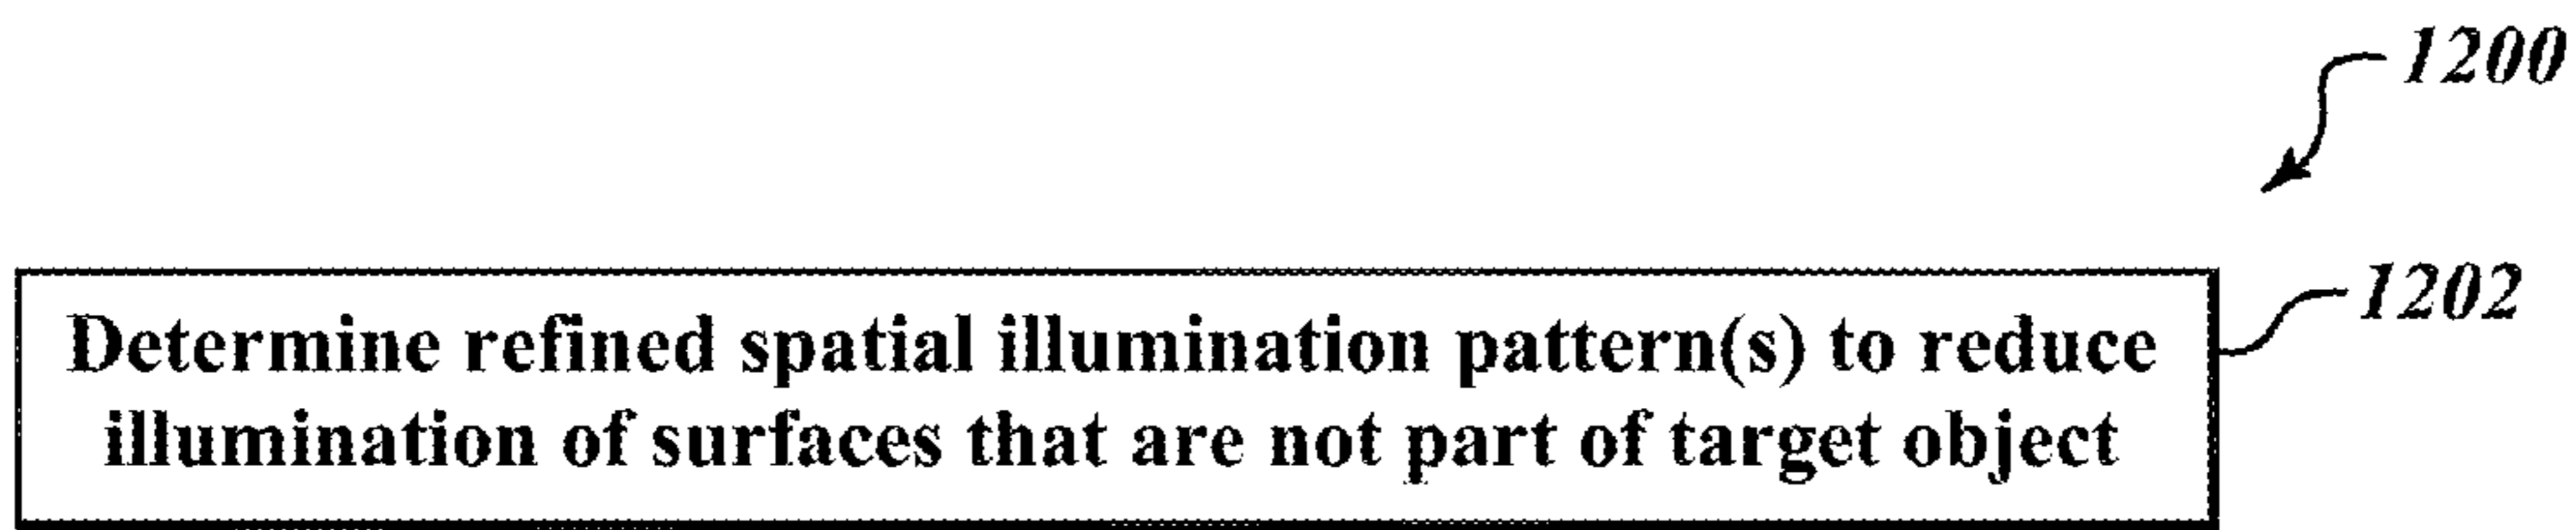 1200
1202
Determine refined spatial illumination pattern(s) to reduce
illumination of surfaces that are not part of target object